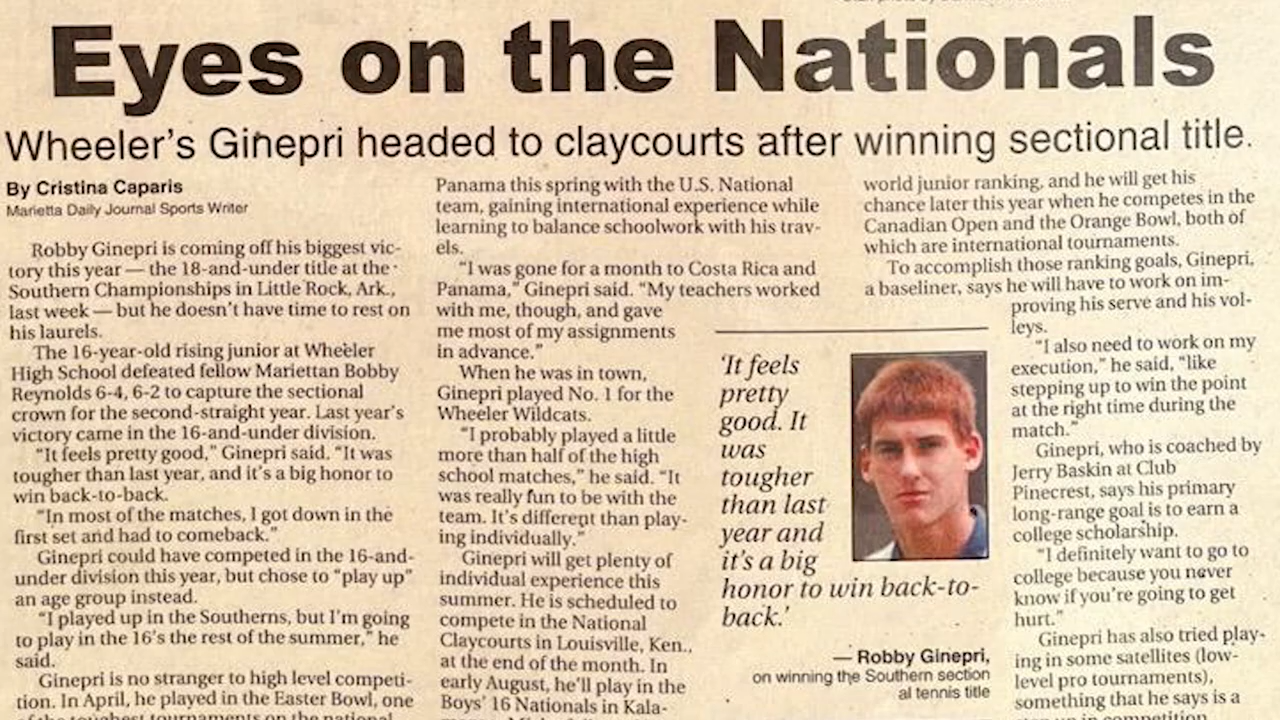 Eyes on the Nationals
Wheeler's Ginepri headed to claycourts after winning sectional title.
By Cristina Caparis
Marietta Daily Journal Sports Writer
Robby Ginepri is coming off his biggest vic-
tory this year — the 18-and-under title at the
Southern Championships in Little Rock, Ark.,
last week — but he doesn't have time to rest on
his laurels.
The 16-year-old rising junior at Wheeler
High School defeated fellow Mariettan Bobby
Reynolds 6-4, 6-2 to capture the sectional
crown for the second-straight year. Last year's
victory came in the 16-and-under division.
"It feels pretty good," Ginepri said. "It was
tougher than last year, and it's a big honor to
win back-to-back.
"In most of the matches, I got down in the
first set and had to comeback."
Ginepri could have competed in the 16-and-
under division this year, but chose to "play up"
an age group instead.
"I played up in the Southerns, but I'm going
to play in the 16's the rest of the summer," he
said.
Ginepri is no stranger to high level competi-
tion. In April, he played in the Easter Bowl, one
of the toughest tournaments on the national
Panama this spring with the U.S. National
team, gaining international experience while
learning to balance schoolwork with his trav-
els.
"I was gone for a month to Costa Rica and
Panama," Ginepri said. "My teachers worked
with me, though, and gave
me most of my assignments
in advance."
When he was in town,
Ginepri played No. 1 for the
Wheeler Wildcats.
"I probably played a little
more than half of the high
school matches," he said. "It
was really fun to be with the
team. It's different than play-
ing individually."
Ginepri will get plenty of
individual experience this
summer. He is scheduled to
compete in the National
Claycourts in Louisville, Ken.,
at the end of the month. In
early August, he'll play in the
Boys' 16 Nationals in Kala-
'It feels
pretty
good. It
was
tougher
than last
year and
it's a big
honor to win back-to-
back.'
— Robby Ginepri,
on winning the Southern section
al tennis title
world junior ranking, and he will get his
chance later this year when he competes in the
Canadian Open and the Orange Bowl, both of
which are international tournaments.
To accomplish those ranking goals, Ginepri,
a baseliner, says he will have to work on im-
proving his serve and his vol-
leys.
"I also need to work on my
execution," he said, "like
stepping up to win the point
at the right time during the
match."
Ginepri, who is coached by
Jerry Baskin at Club
Pinecrest, says his primary
long-range goal is to earn a
college scholarship.
"I definitely want to go to
college because you never
know if you're going to get
hurt."
Ginepri has also tried play-
ing in some satellites (low-
level pro tournaments),
something that he says is a
step up in competition